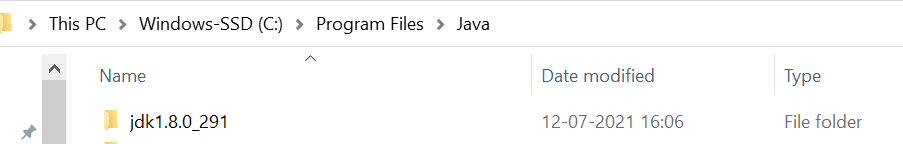 This PC > Windows-SSD (C:) > Program Files > Java
Name Date modified Type
jdk1.8.0_291 12-07-2021 16:06 File folder